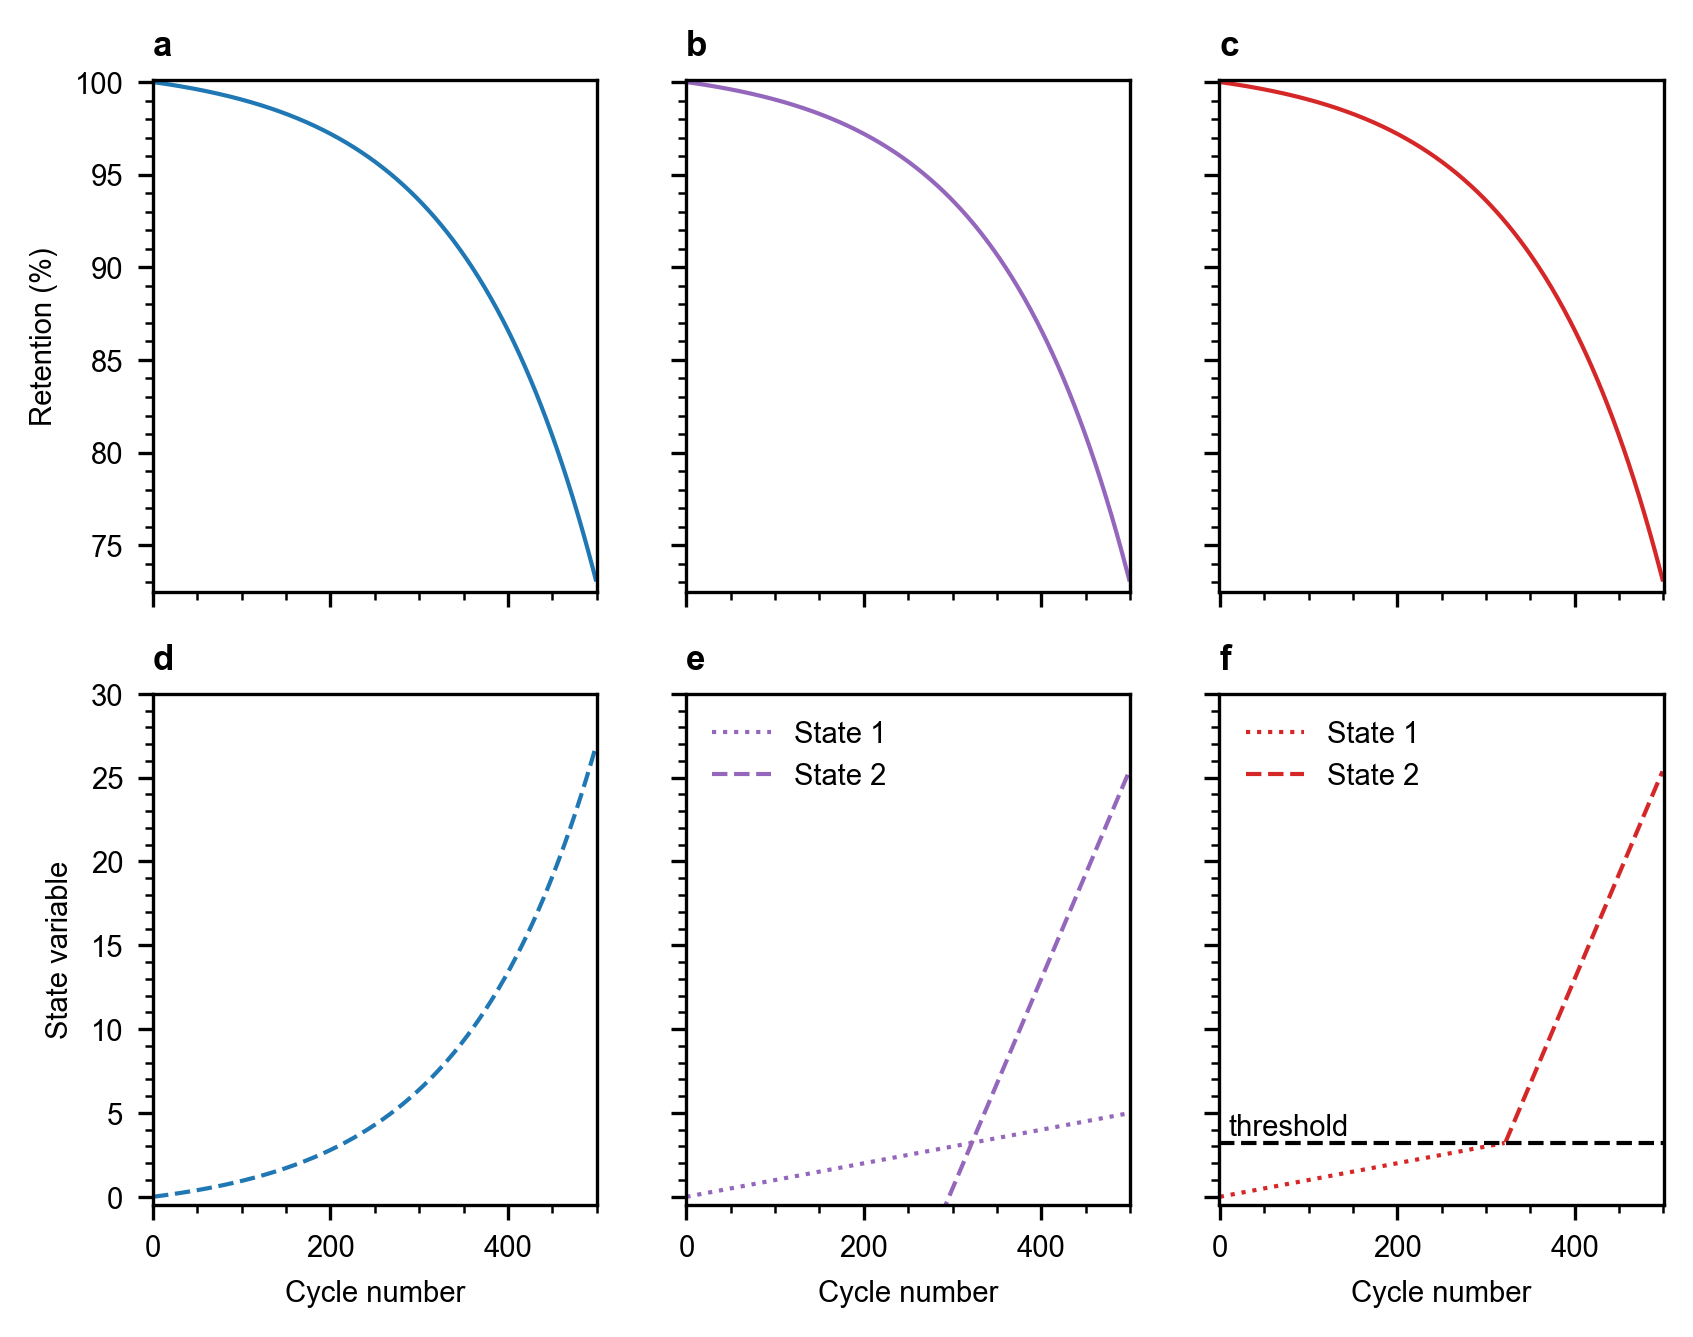 a
b
c
100
95
90
85
80
75
Retention (%)
d
e
f
30
25
20
15
10
5
0
State variable
State 1
State 2
State 1
State 2
threshold
0 200 400
0 200 400
0 200 400
Cycle number
Cycle number
Cycle number